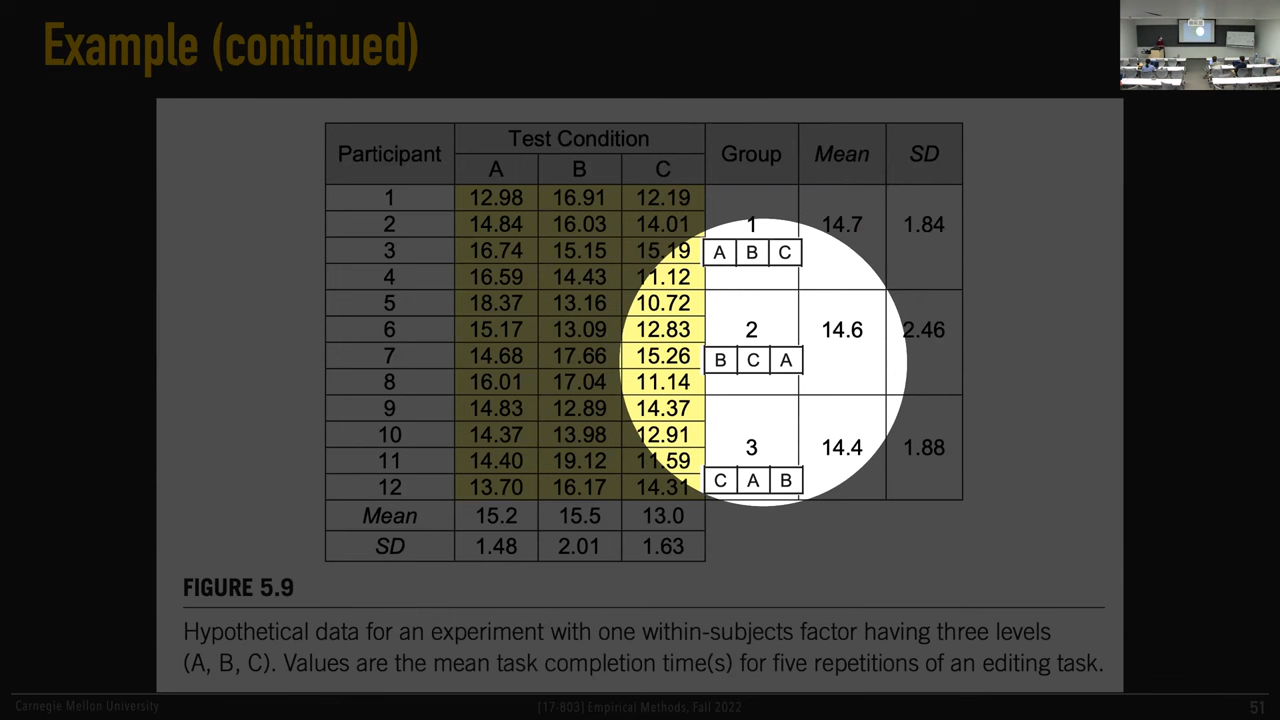 Example (continued)
Participant Test Condition Group Mean SD
A B C
1 12.98 16.91 12.19
2 14.84 16.03 14.01 1 14.7 1.84
3 16.74 15.15 15.19 A B C
4 16.59 14.43 11.12
5 18.37 13.16 10.72
6 15.17 13.09 12.83 2 14.6 2.46
7 14.68 17.66 15.26 B C A
8 16.01 17.04 11.14
9 14.83 12.89 14.37
10 14.37 13.98 12.91 3 14.4 1.88
11 14.40 19.12 11.59
12 13.70 16.17 14.31 C A B
Mean 15.2 15.5 13.0
SD 1.48 2.01 1.63
FIGURE 5.9
Hypothetical data for an experiment with one within-subjects factor having three levels
(A, B, C). Values are the mean task completion time(s) for five repetitions of an editing task.
Carnegie Mellon University [17-803] Empirical Methods, Fall 2022 51